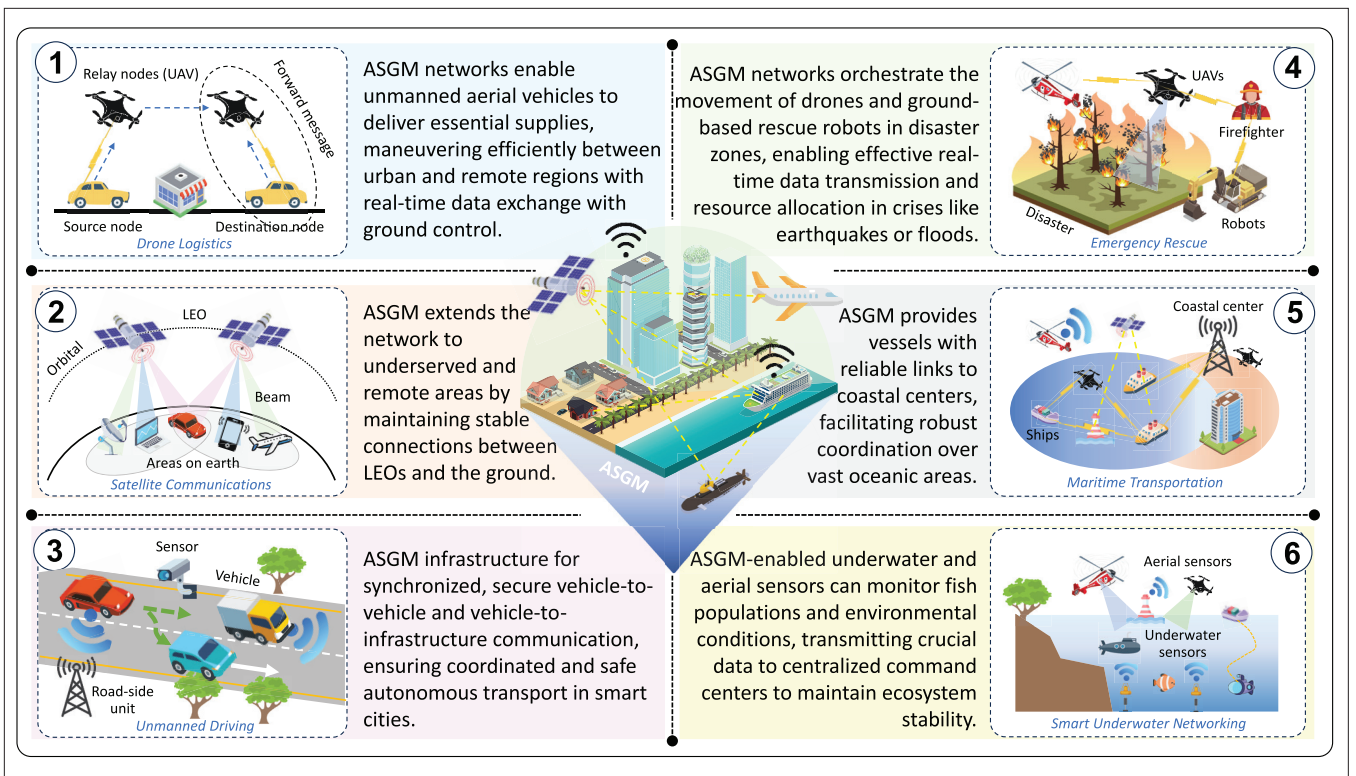 1
Relay nodes (UAV)
Forward message
Source node
Destination node
Drone Logistics
ASGM networks enable
unmanned aerial vehicles to
deliver essential supplies,
maneuvering efficiently between
urban and remote regions with
real-time data exchange with
ground control.
2
LEO
Orbital
Beam
Areas on earth
Satellite Communications
ASGM extends the
network to
underserved and
remote areas by
maintaining stable
connections between
LEOs and the ground.
3
Sensor
Vehicle
Road-side
unit
Unmanned Driving
ASGM infrastructure for
synchronized, secure vehicle-to-
vehicle and vehicle-to-
infrastructure communication,
ensuring coordinated and safe
autonomous transport in smart
cities.
ASGM
ASGM networks orchestrate the
movement of drones and ground-
based rescue robots in disaster
zones, enabling effective real-
time data transmission and
resource allocation in crises like
earthquakes or floods.
4
UAVs
Firefighter
Disaster
Robots
Emergency Rescue
ASGM provides
vessels with
reliable links to
coastal centers,
facilitating robust
coordination over
vast oceanic areas.
5
Coastal center
Ships
Maritime Transportation
ASGM-enabled underwater and
aerial sensors can monitor fish
populations and environmental
conditions, transmitting crucial
data to centralized command
centers to maintain ecosystem
stability.
6
Aerial sensors
Underwater
sensors
Smart Underwater Networking